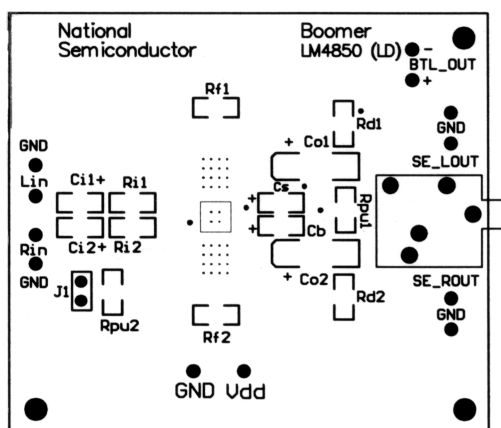 National
Semiconductor
Boomer
LM4850 (LD)
-
BTL_OUT
+
Rf1
Rd1
GND
GND
+ Co1
SE_LOUT
Lin
Ci1+
Ri1
Cs
+
Rpu1
Rin
Ci2+
Ri2
+
Cb
GND
J1
Rpu2
+ Co2
Rd2
SE_ROUT
GND
Rf2
GND
Vdd